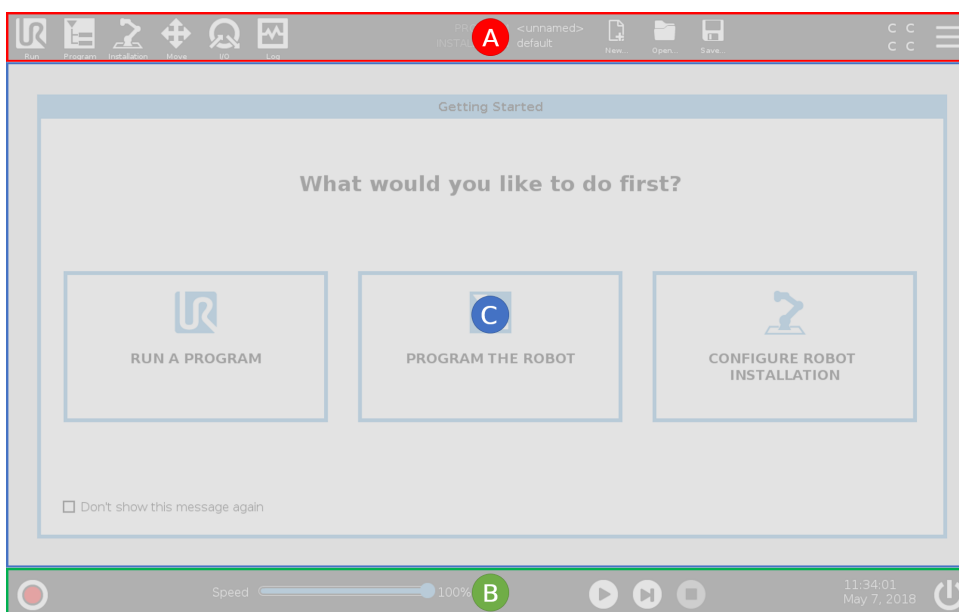 <unnamed>
default
A
C C
C C
Run
Program
Installation
Move
I/O
Log
New...
Open...
Save...
Getting Started
What would you like to do first?
C
RUN A PROGRAM
PROGRAM THE ROBOT
CONFIGURE ROBOT
INSTALLATION
Don't show this message again
Speed
100%
B
11:34:01
May 7, 2018